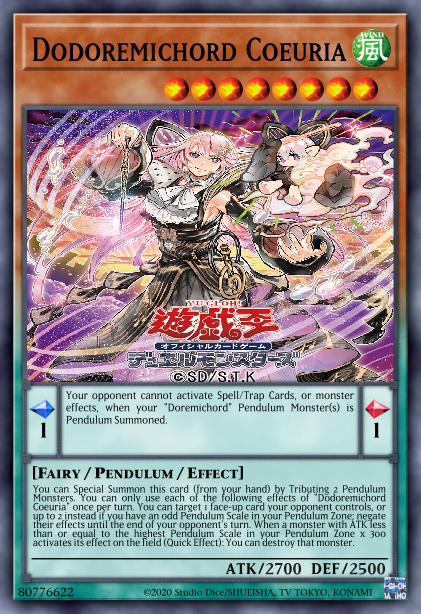 DODOREMICHORD COEURIA
WIND
風
YU-GI-OH!
遊戯王
オフィシャルカードゲーム
デュエルモンスターズ
©SD/S.T.K
Your opponent cannot activate Spell/Trap Cards, or monster
effects, when your "Doremichord" Pendulum Monster(s) is
Pendulum Summoned.
1
1
[FAIRY / PENDULUM / EFFECT]
You can Special Summon this card (from your hand) by Tributing 2 Pendulum
Monsters. You can only use each of the following effects of "Dodoremichord
Coeuria" once per turn. You can target 1 face-up card your opponent controls, or
up to 2 instead if you have an odd Pendulum Scale in your Pendulum Zone; negate
their effects until the end of your opponent's turn. When a monster with ATK less
than or equal to the highest Pendulum Scale in your Pendulum Zone x 300
activates its effect on the field (Quick Effect): You can destroy that monster.
ATK/2700 DEF/2500
80776622
©2020 Studio Dice/SHUEISHA, TV TOKYO, KONAMI